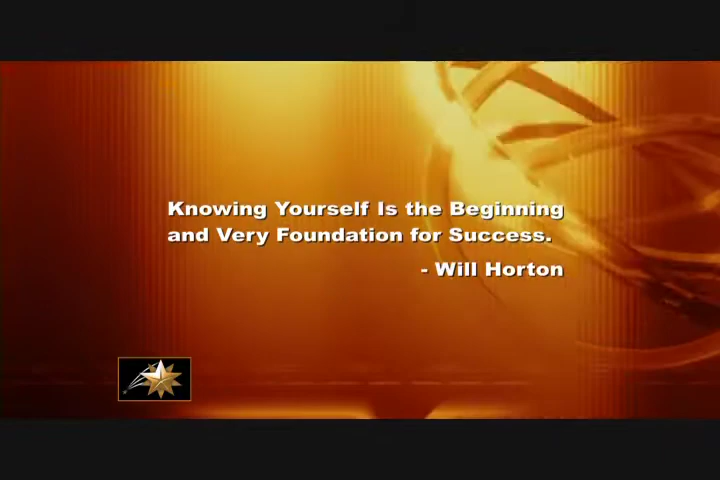 Knowing Yourself Is the Beginning
and Very Foundation for Success.
- Will Horton